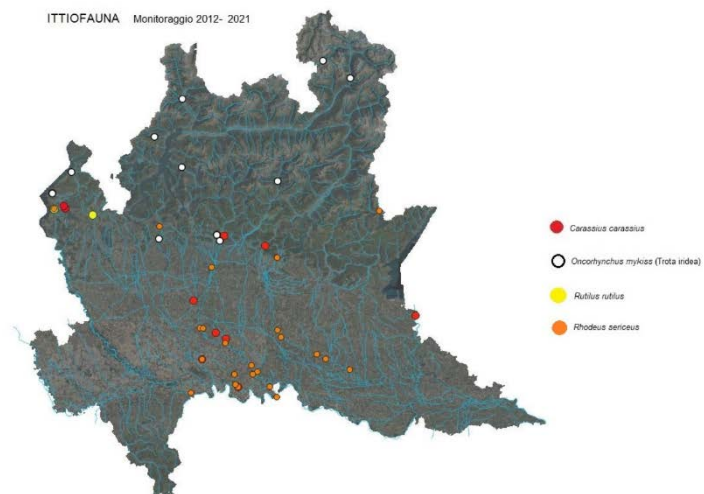 ITTIOFAUNA Monitoraggio 2012- 2021
Carassius carassius
Oncorhynchus mykiss (Trota iridea)
Rutilus rutilus
Rhodeus sericeus